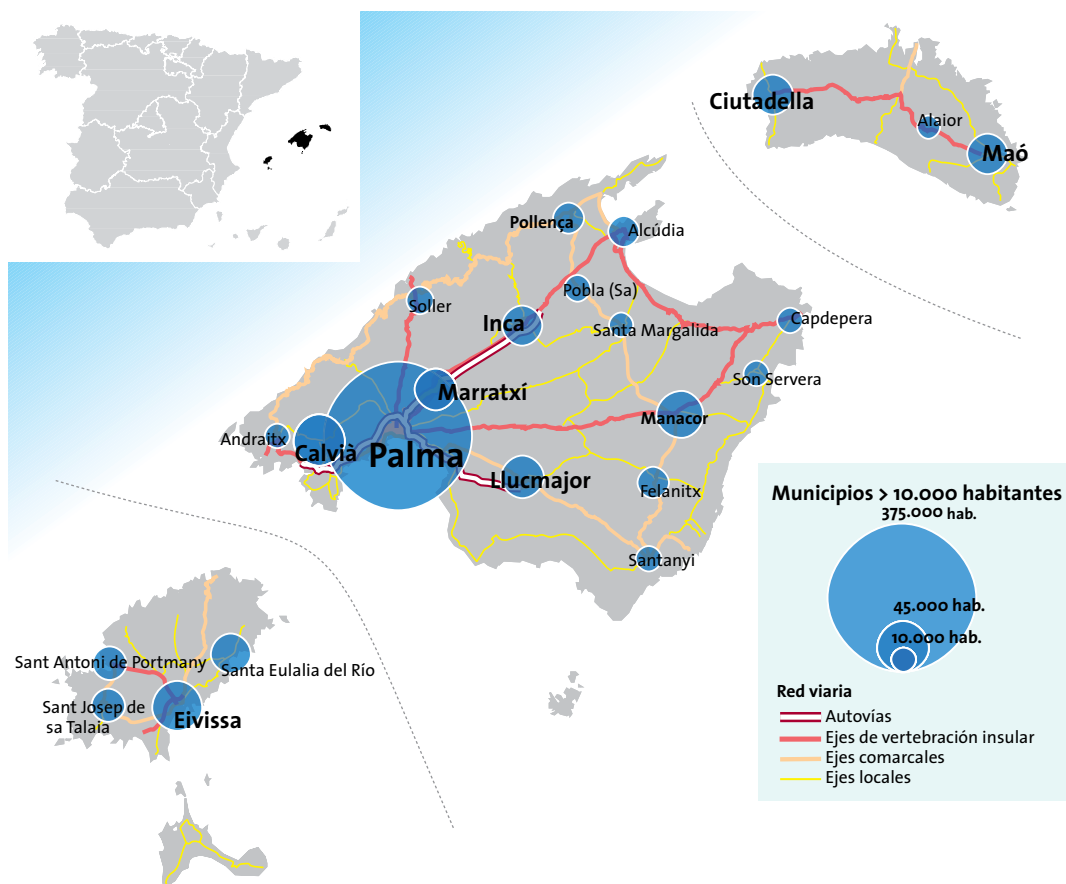 Ciutadella
Alaior
Maó
Pollença
Alcúdia
Pobla (Sa)
Soller
Inca
Santa Margalida
Capdepera
Son Servera
Marratxí
Manacor
Andraitx
Calvià
Palma
Llucmajor
Felanitx
Santanyi
Sant Antoni de Portmany
Santa Eulalia del Río
Sant Josep de
sa Talaia
Eivissa
Municipios > 10.000 habitantes
375.000 hab.
45.000 hab.
10.000 hab.
Red viaria
Autovías
Ejes de vertebración insular
Ejes comarcales
Ejes locales